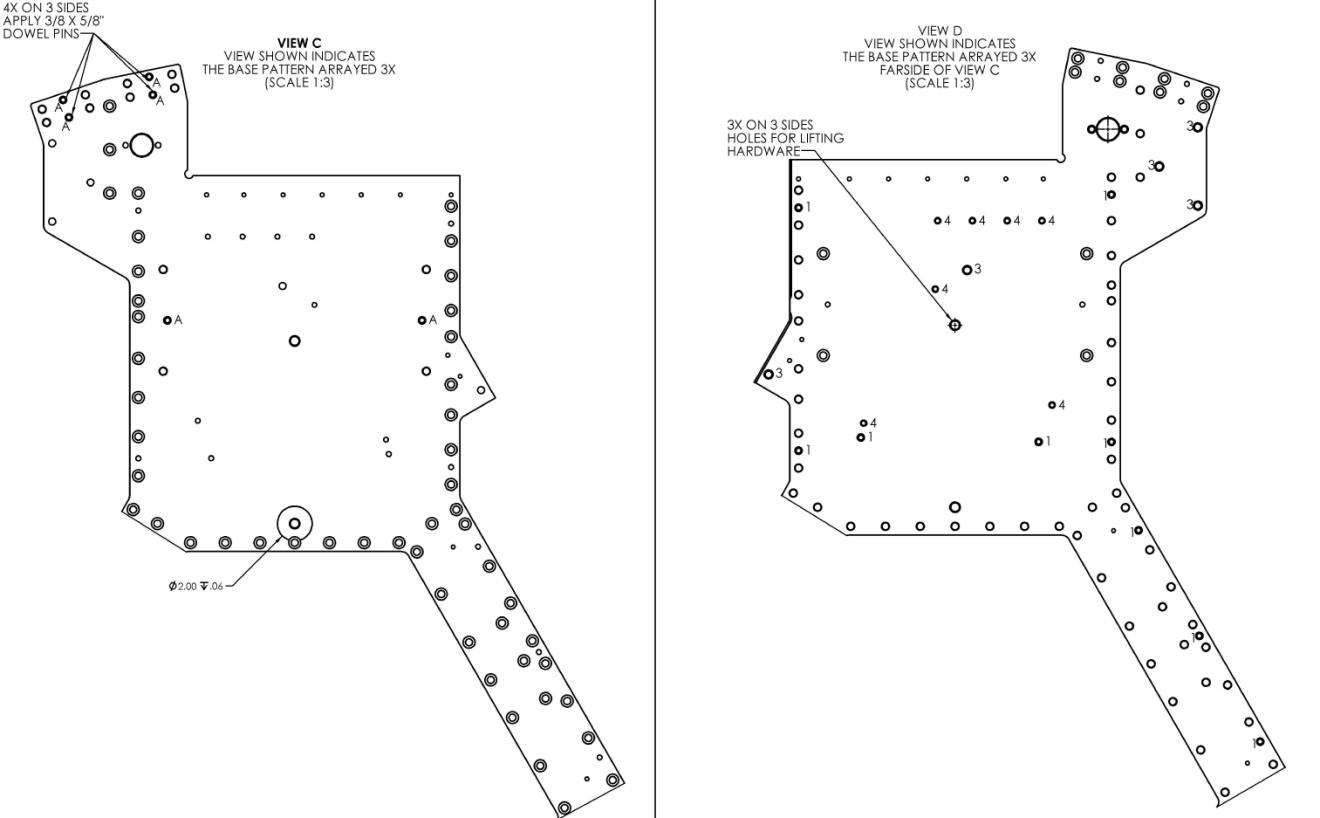 4X ON 3 SIDES
APPLY 3/8 X 5/8"
DOWEL PINS
VIEW C
VIEW SHOWN INDICATES
THE BASE PATTERN ARRAYED 3X
(SCALE 1:3)
A
A
A
A
A
A
⌀2.00 ↧.06
VIEW D
VIEW SHOWN INDICATES
THE BASE PATTERN ARRAYED 3X
FARSIDE OF VIEW C
(SCALE 1:3)
3X ON 3 SIDES
HOLES FOR LIFTING
HARDWARE
3
3
1
1
3
4 4 4 4
3
4
3
4
4
1
1
1
1
1
1
1